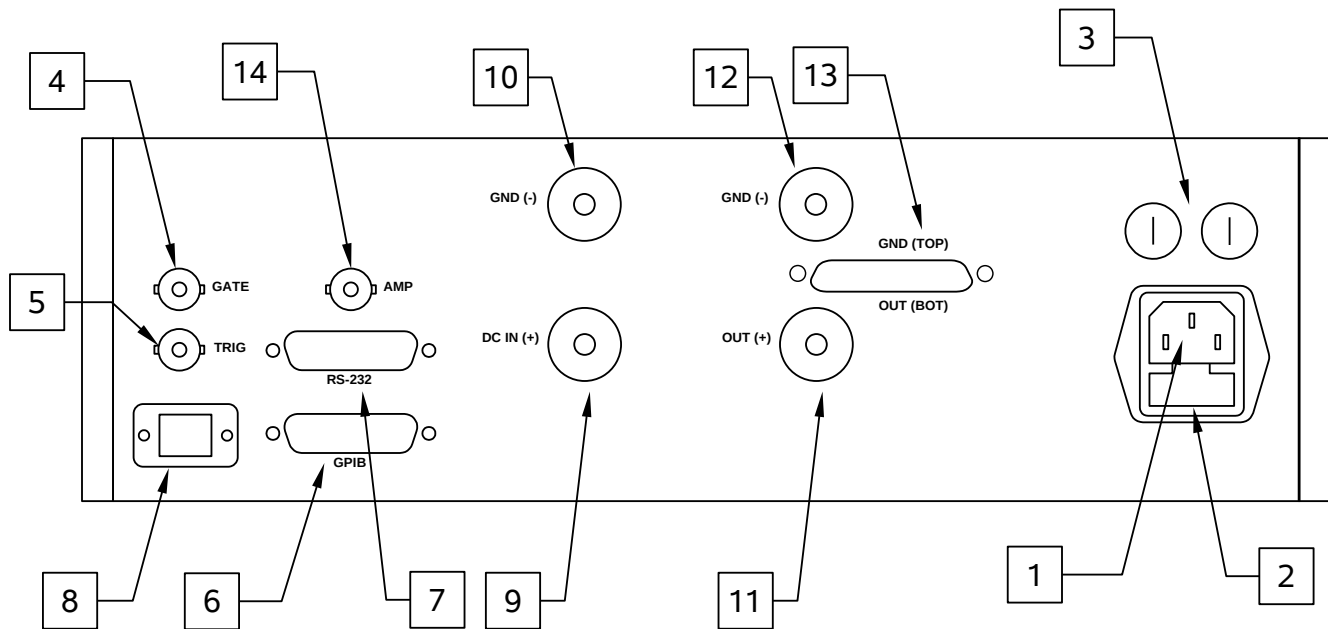 3
14
10
12
13
4
GND (-)
GND (-)
GND (TOP)
GATE
AMP
5
OUT (BOT)
DC IN (+)
OUT (+)
TRIG
RS-232
GPIB
1
2
8
6
7
9
11